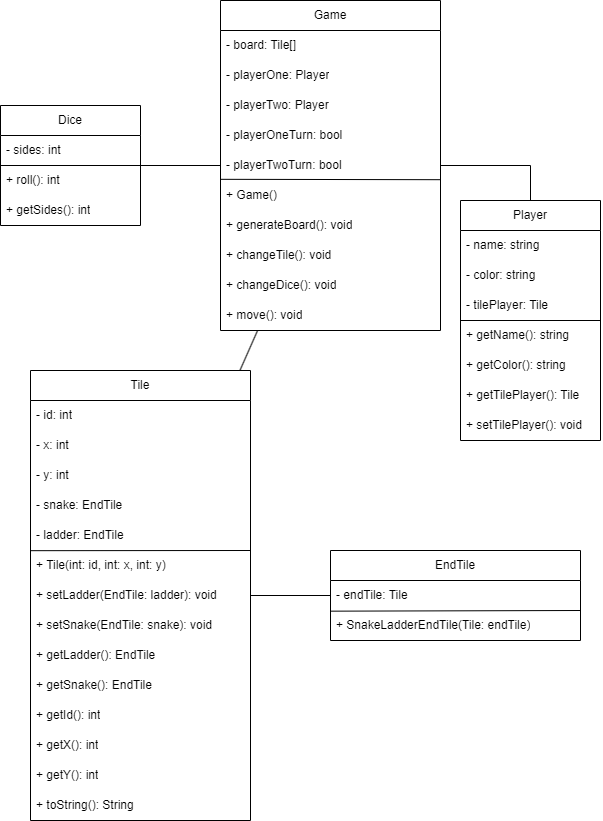 Game
- board: Tile[]
- playerOne: Player
- playerTwo: Player
- playerOneTurn: bool
- playerTwoTurn: bool
+ Game()
+ generateBoard(): void
+ changeTile(): void
+ changeDice(): void
+ move(): void
Dice
- sides: int
+ roll(): int
+ getSides(): int
Player
- name: string
- color: string
- tilePlayer: Tile
+ getName(): string
+ getColor(): string
+ getTilePlayer(): Tile
+ setTilePlayer(): void
Tile
- id: int
- x: int
- y: int
- snake: EndTile
- ladder: EndTile
+ Tile(int: id, int: x, int: y)
+ setLadder(EndTile: ladder): void
+ setSnake(EndTile: snake): void
+ getLadder(): EndTile
+ getSnake(): EndTile
+ getId(): int
+ getX(): int
+ getY(): int
+ toString(): String
EndTile
- endTile: Tile
+ SnakeLadderEndTile(Tile: endTile)